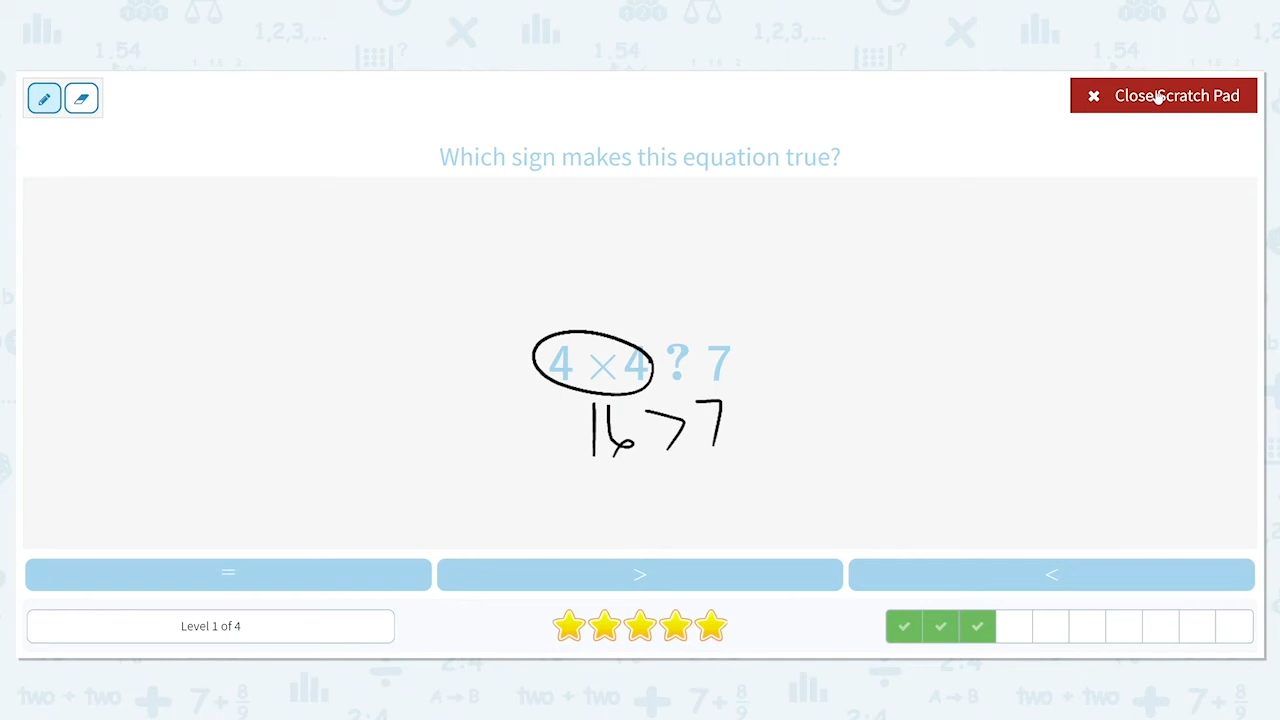 Close Scratch Pad
Which sign makes this equation true?
4 × 4 ? 7
16 > 7
= > <
Level 1 of 4